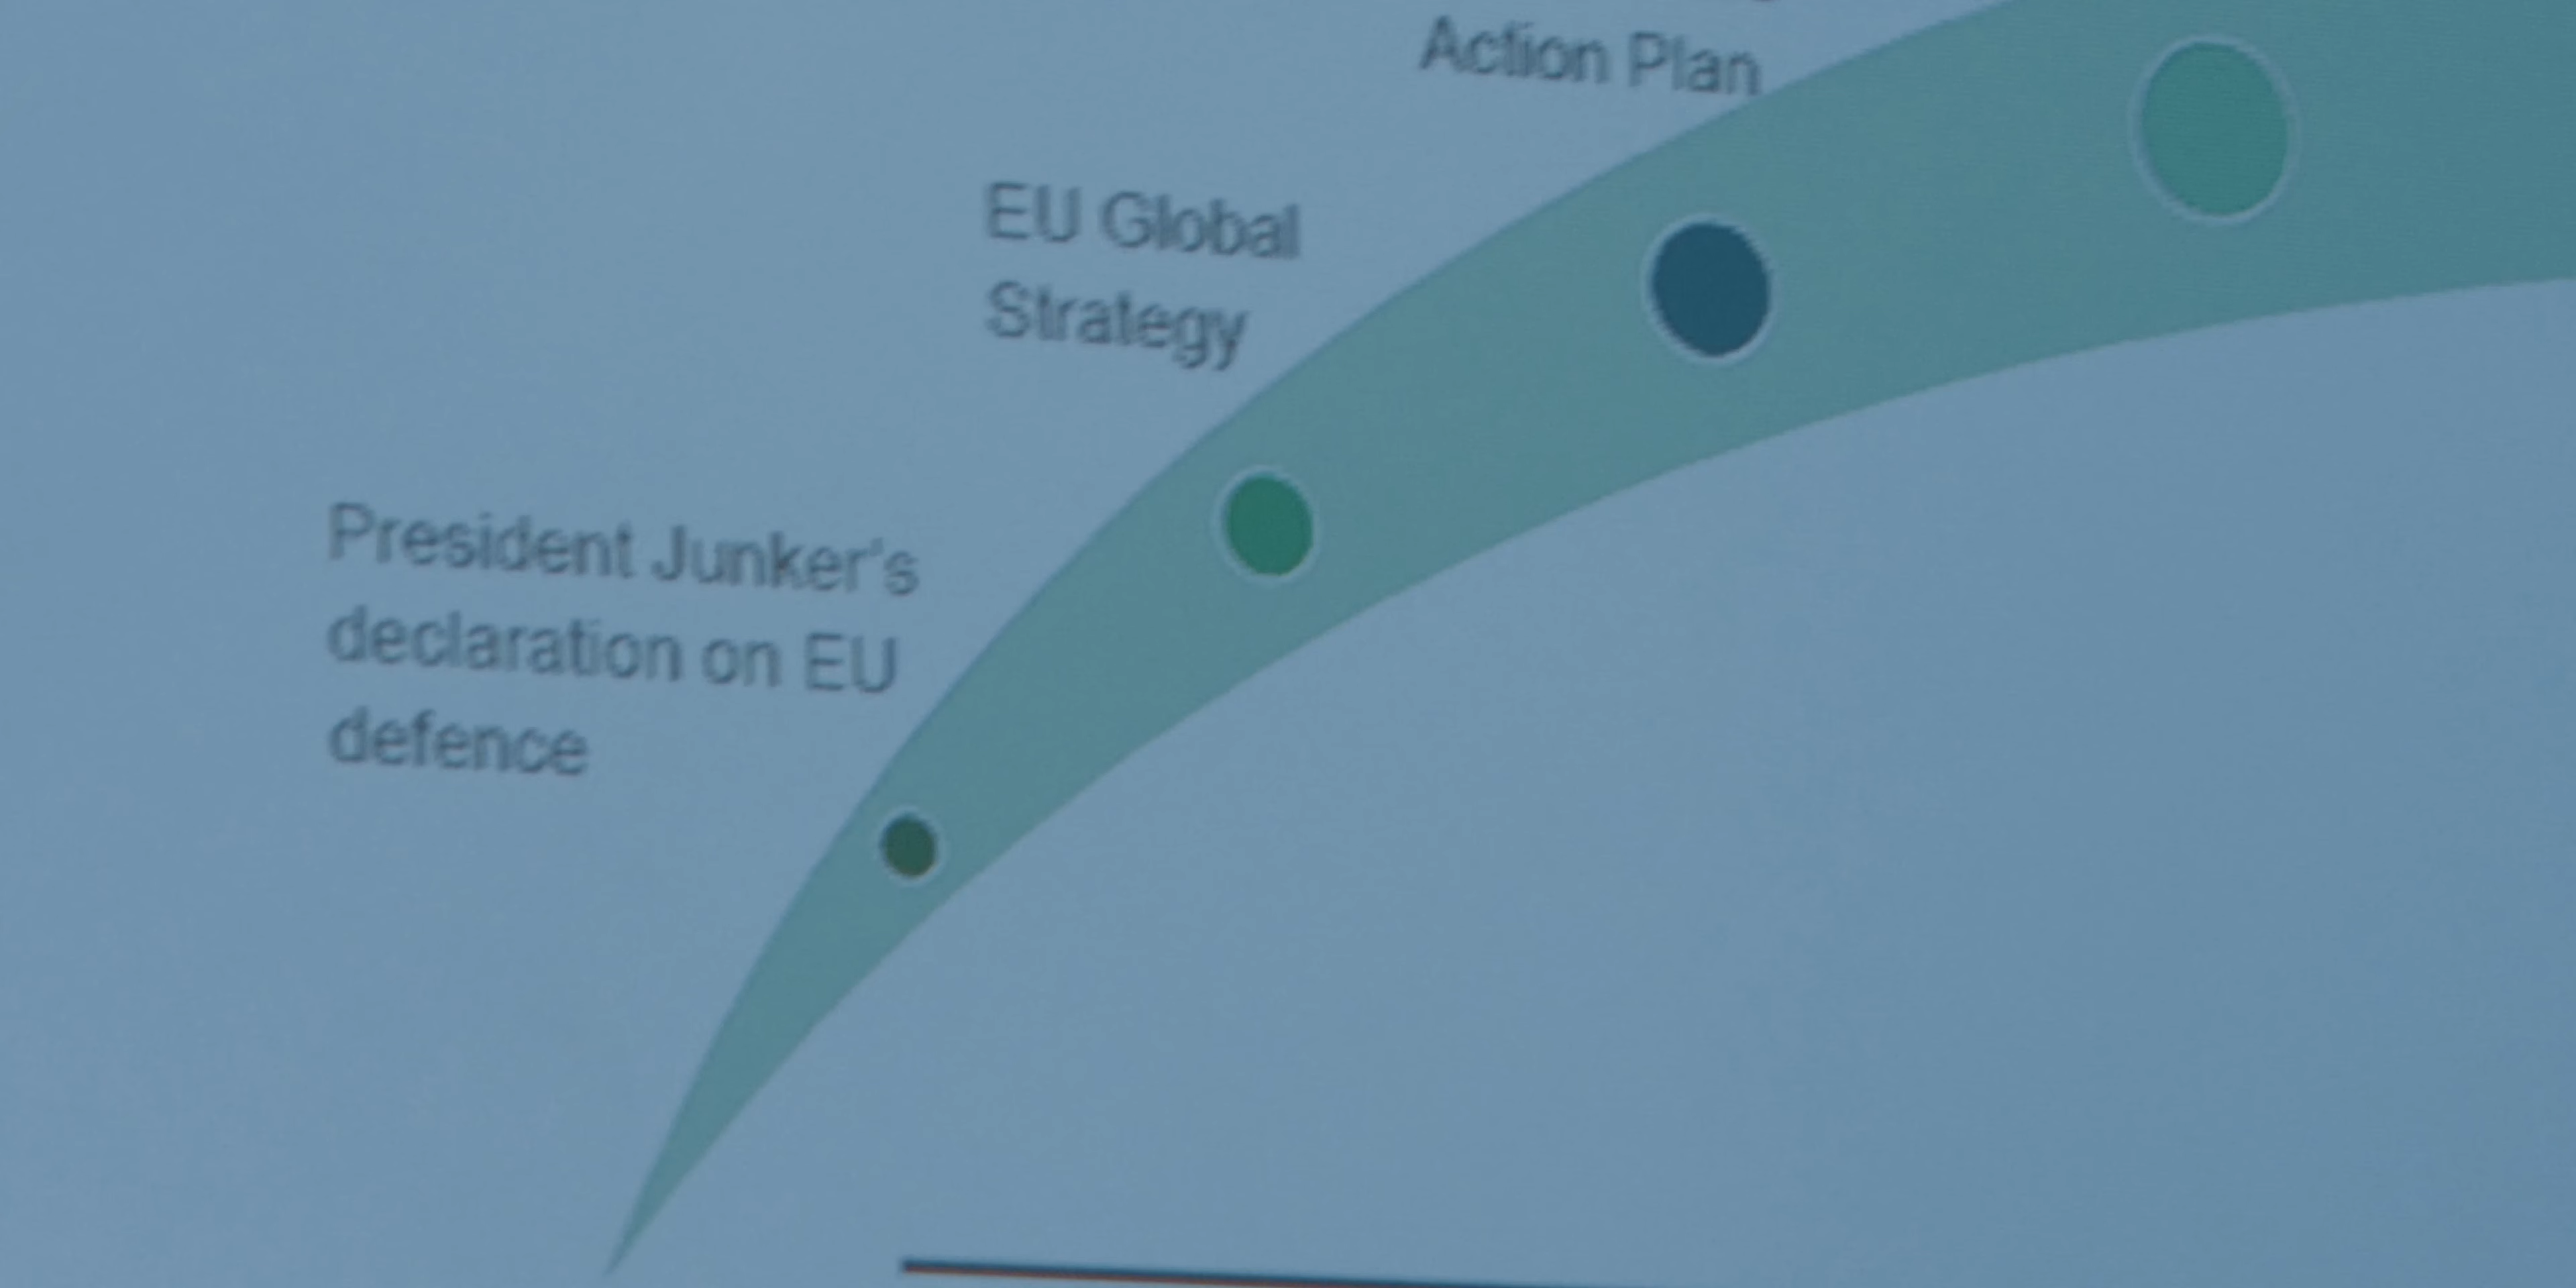 Action Plan
EU Global
Strategy
President Junker's
declaration on EU
defence